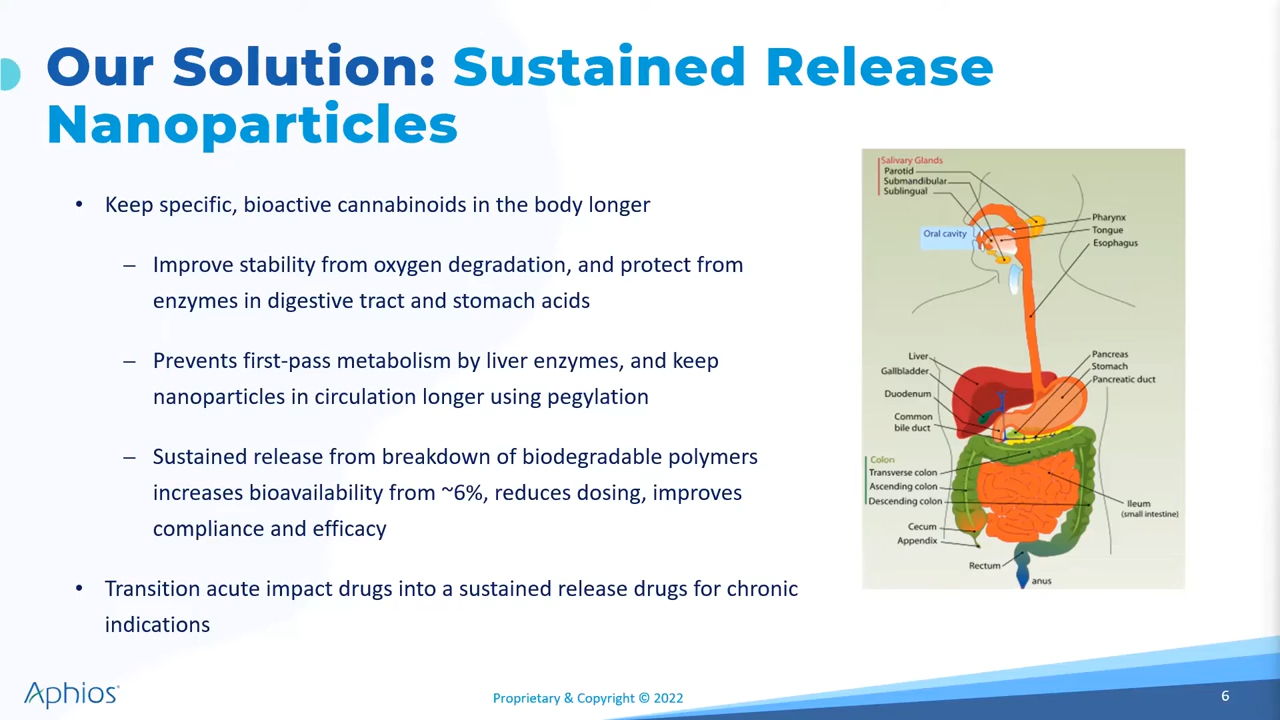 Our Solution: Sustained Release
Nanoparticles
• Keep specific, bioactive cannabinoids in the body longer
– Improve stability from oxygen degradation, and protect from
enzymes in digestive tract and stomach acids
– Prevents first-pass metabolism by liver enzymes, and keep
nanoparticles in circulation longer using pegylation
– Sustained release from breakdown of biodegradable polymers
increases bioavailability from ~6%, reduces dosing, improves
compliance and efficacy
• Transition acute impact drugs into a sustained release drugs for chronic
indications
Salivary Glands
Parotid
Submandibular
Sublingual
Oral cavity
Pharynx
Tongue
Esophagus
Liver
Gallbladder
Duodenum
Common
bile duct
Pancreas
Stomach
Pancreatic duct
Colon
Transverse colon
Ascending colon
Descending colon
Cecum
Appendix
Ileum
(small intestine)
Rectum
anus
Aphios®
Proprietary & Copyright © 2022
6